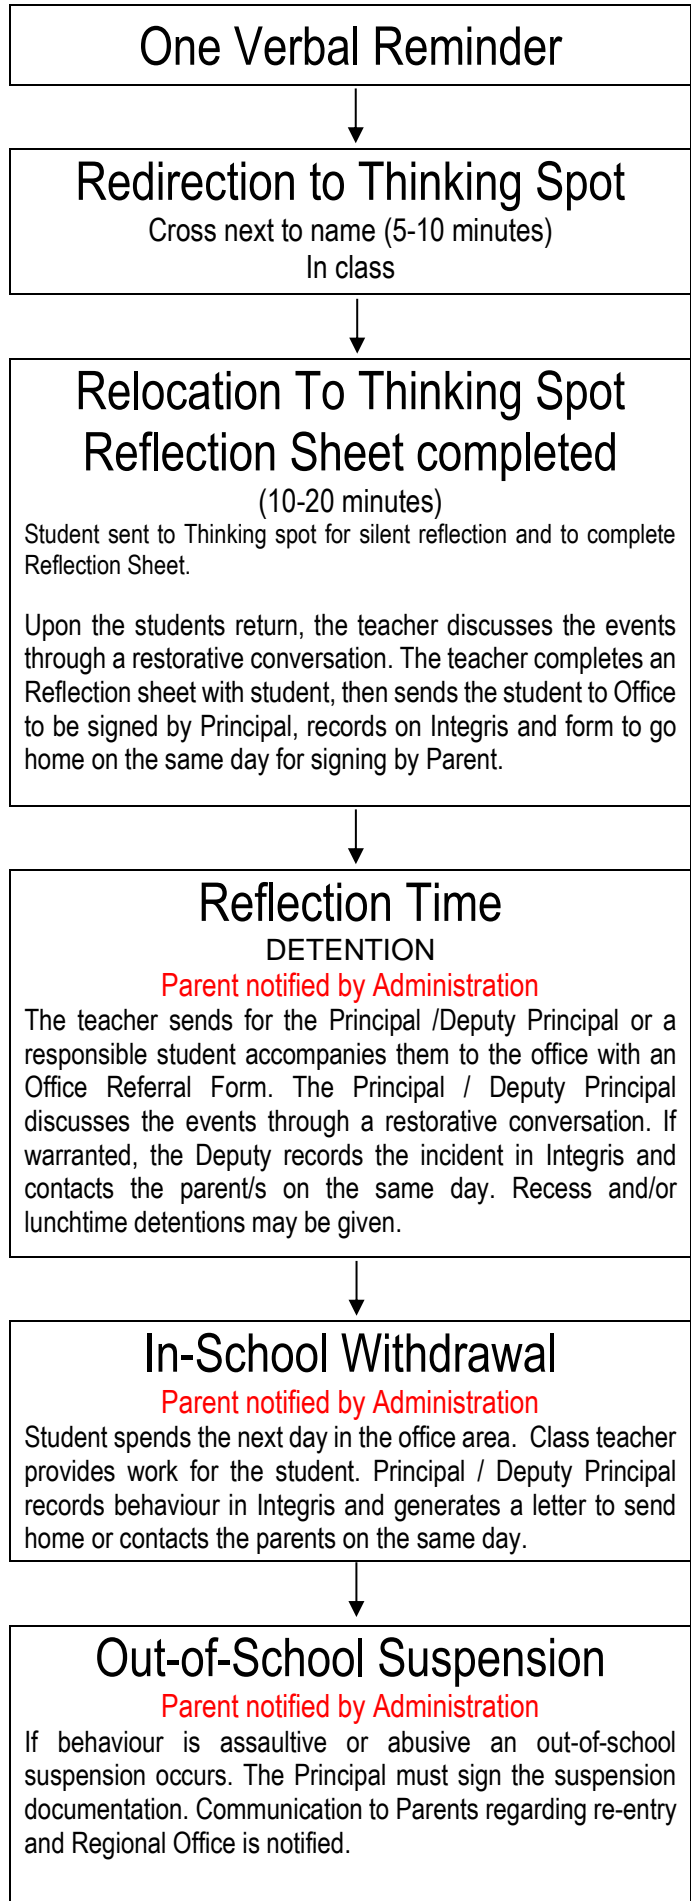 One Verbal Reminder
Redirection to Thinking Spot
Cross next to name (5-10 minutes)
In class
Relocation To Thinking Spot
Reflection Sheet completed
(10-20 minutes)
Student sent to Thinking spot for silent reflection and to complete
Reflection Sheet.
Upon the students return, the teacher discusses the events
through a restorative conversation. The teacher completes an
Reflection sheet with student, then sends the student to Office
to be signed by Principal, records on Integris and form to go
home on the same day for signing by Parent.
Reflection Time
DETENTION
Parent notified by Administration
The teacher sends for the Principal /Deputy Principal or a
responsible student accompanies them to the office with an
Office Referral Form. The Principal / Deputy Principal
discusses the events through a restorative conversation. If
warranted, the Deputy records the incident in Integris and
contacts the parent/s on the same day. Recess and/or
lunchtime detentions may be given.
In-School Withdrawal
Parent notified by Administration
Student spends the next day in the office area. Class teacher
provides work for the student. Principal / Deputy Principal
records behaviour in Integris and generates a letter to send
home or contacts the parents on the same day.
Out-of-School Suspension
Parent notified by Administration
If behaviour is assaultive or abusive an out-of-school
suspension occurs. The Principal must sign the suspension
documentation. Communication to Parents regarding re-entry
and Regional Office is notified.